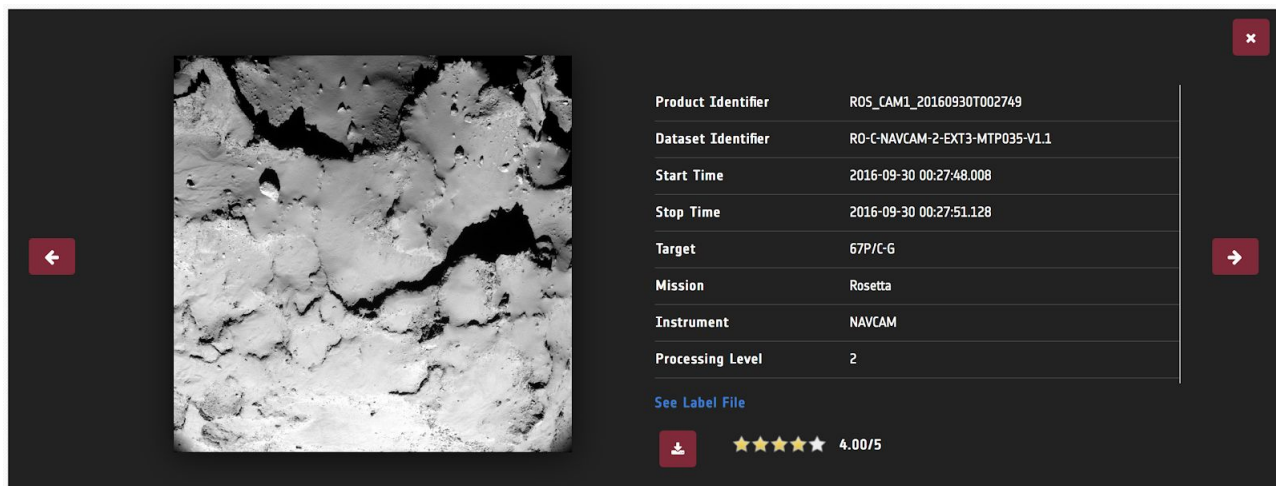 Product Identifier ROS_CAM1_20160930T002749
Dataset Identifier RO-C-NAVCAM-2-EXT3-MTP035-V1.1
Start Time 2016-09-30 00:27:48.008
Stop Time 2016-09-30 00:27:51.128
Target 67P/C-G
Mission Rosetta
Instrument NAVCAM
Processing Level 2
See Label File
4.00/5